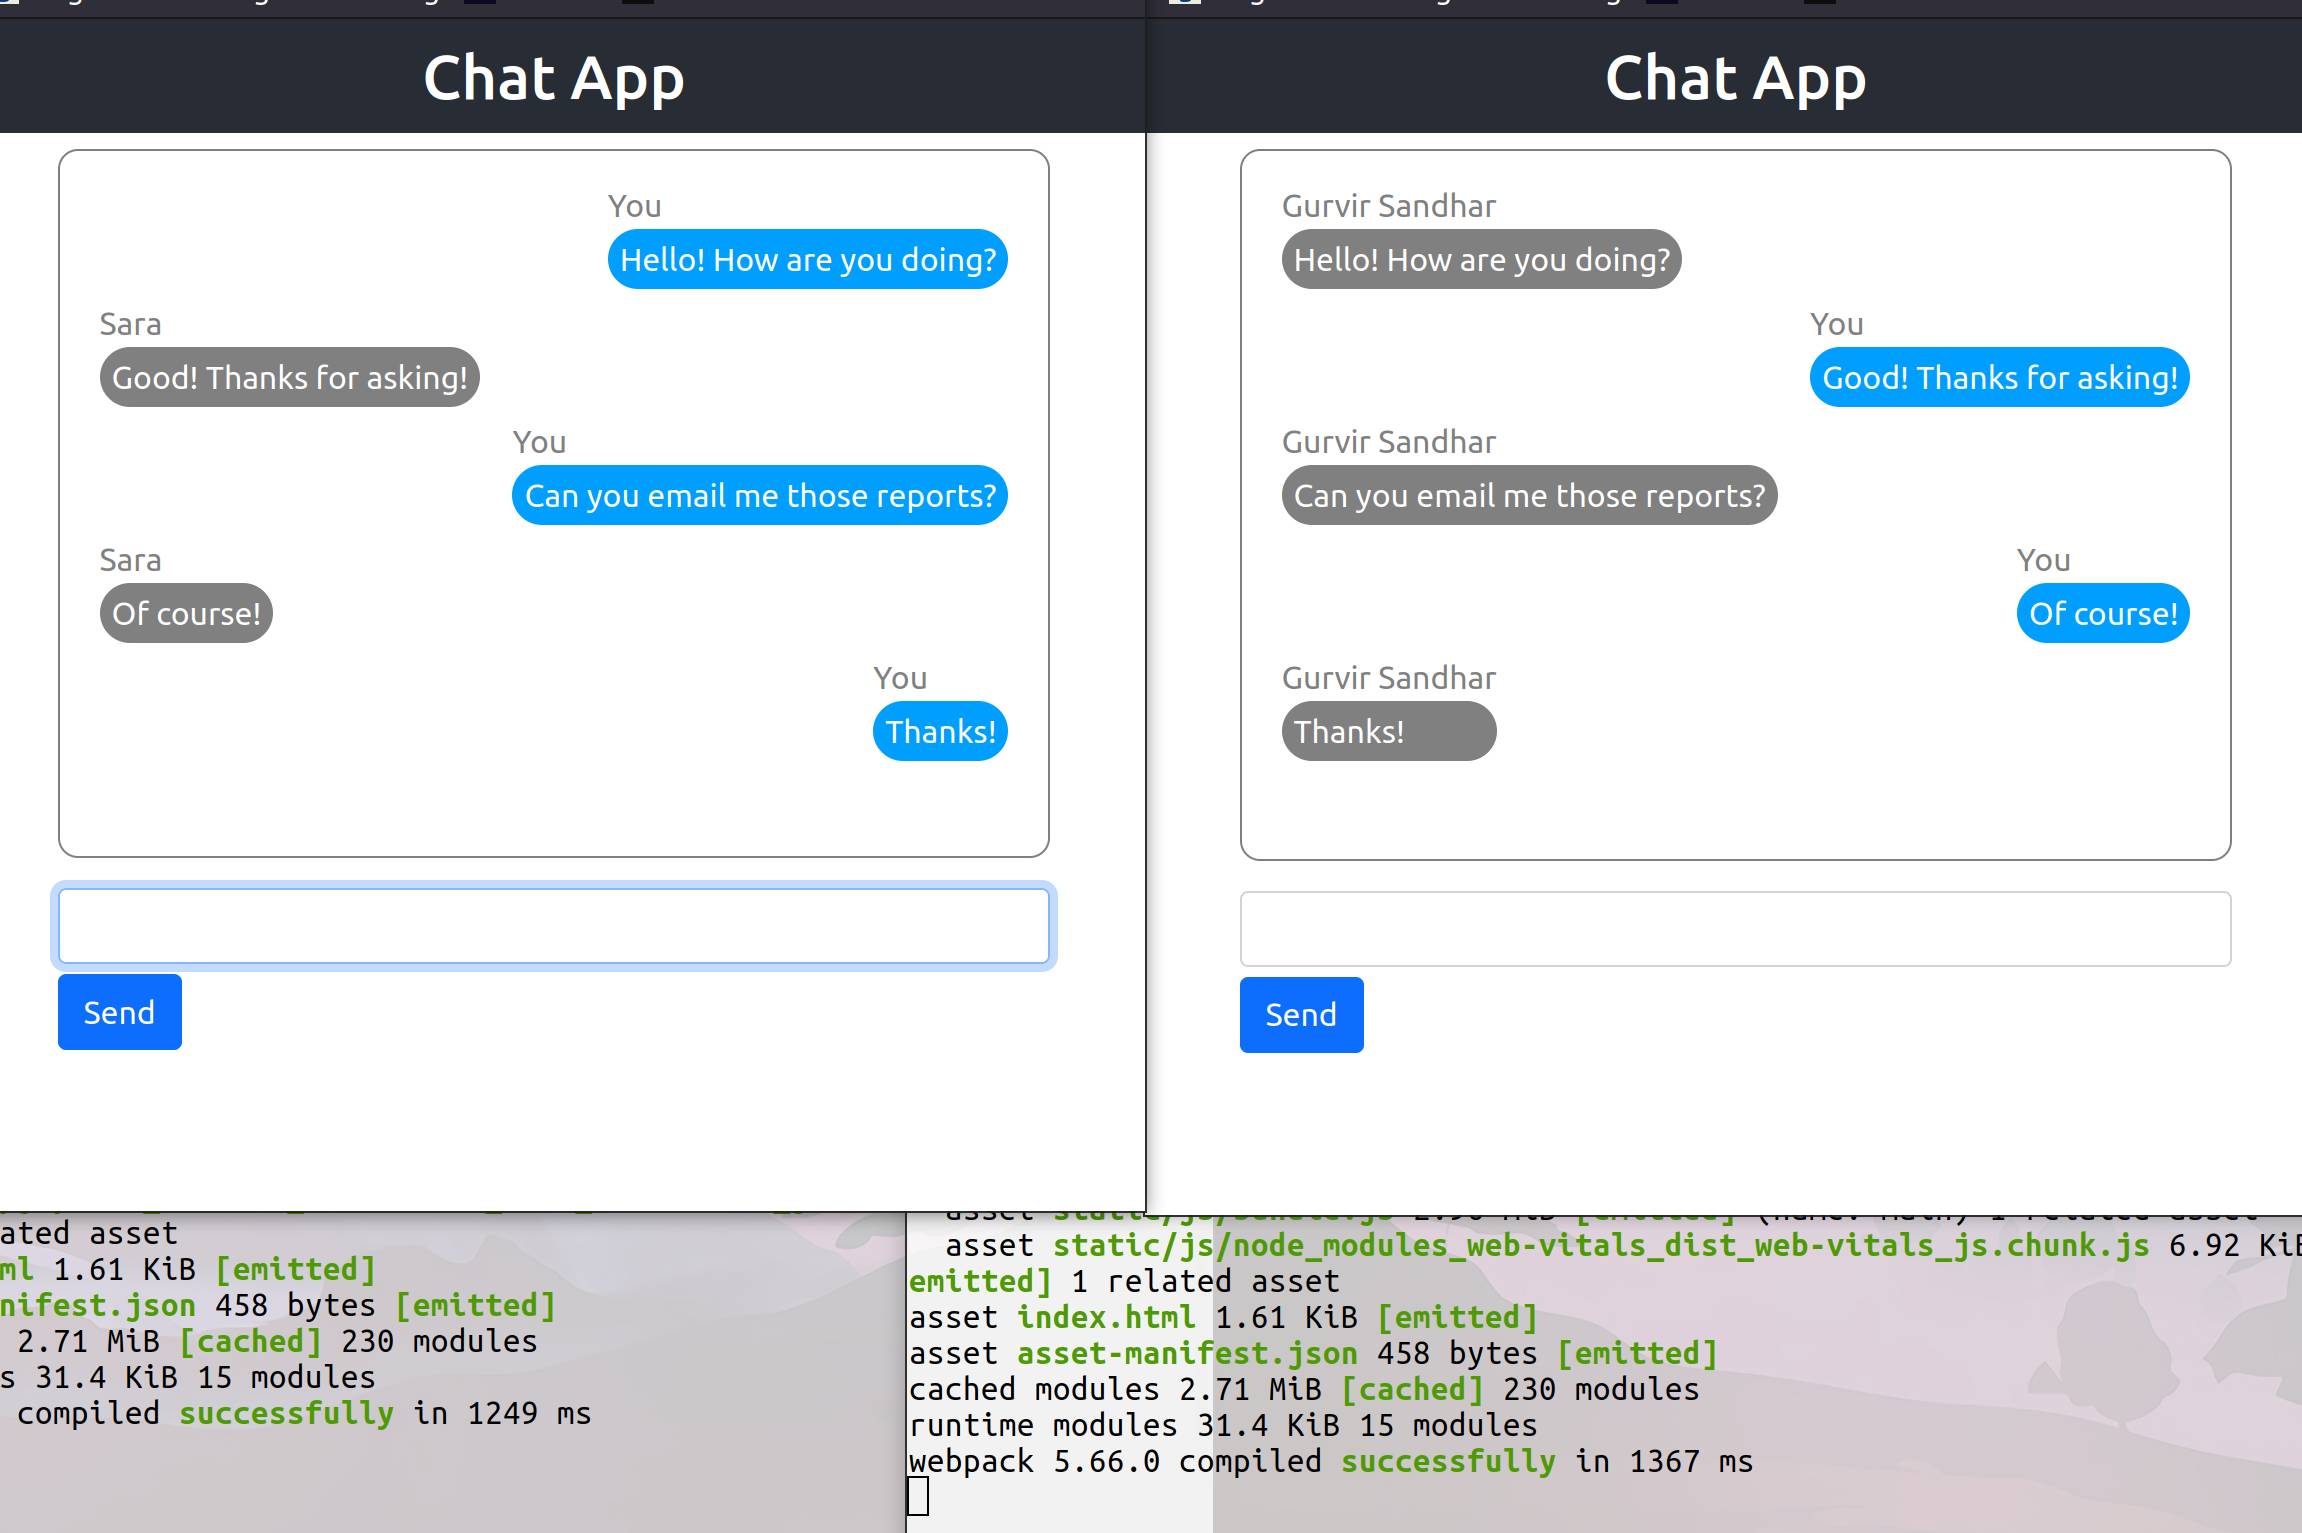 Chat App
You
Hello! How are you doing?
Sara
Good! Thanks for asking!
You
Can you email me those reports?
Sara
Of course!
You
Thanks!
Send
Chat App
Gurvir Sandhar
Hello! How are you doing?
You
Good! Thanks for asking!
Gurvir Sandhar
Can you email me those reports?
You
Of course!
Gurvir Sandhar
Thanks!
Send
ated asset
ml 1.61 KiB [emitted]
nifest.json 458 bytes [emitted]
2.71 MiB [cached] 230 modules
s 31.4 KiB 15 modules
compiled successfully in 1249 ms
asset static/js/node_modules_web-vitals_dist_web-vitals_js.chunk.js 6.92 KiB
emitted] 1 related asset
asset index.html 1.61 KiB [emitted]
asset asset-manifest.json 458 bytes [emitted]
cached modules 2.71 MiB [cached] 230 modules
runtime modules 31.4 KiB 15 modules
webpack 5.66.0 compiled successfully in 1367 ms